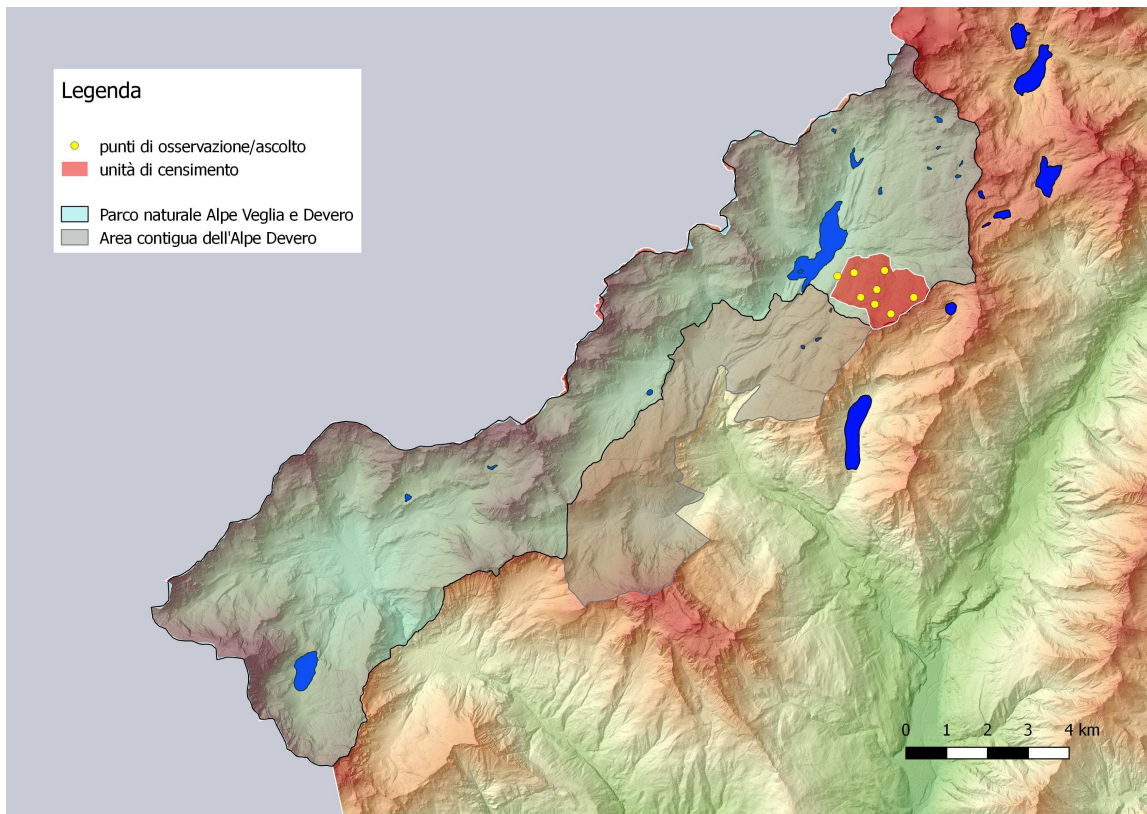 Legenda
punti di osservazione/ascolto
unità di censimento
Parco naturale Alpe Veglia e Devero
Area contigua dell'Alpe Devero
0 1 2 3 4 km